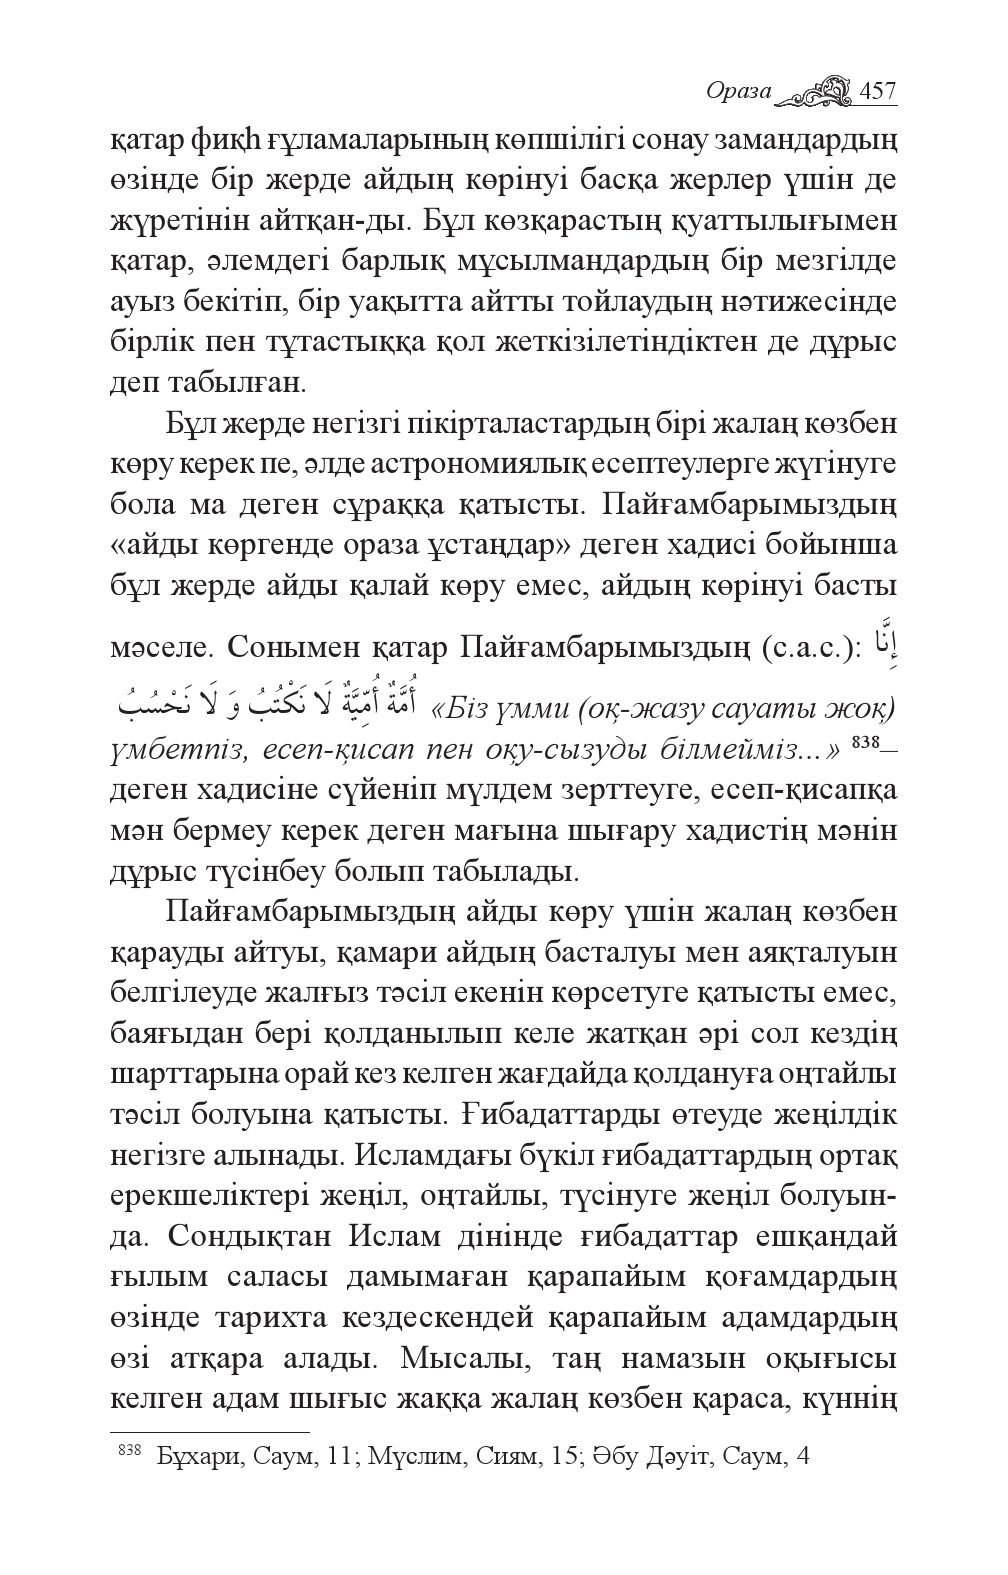 Ораза 457
қатар фиқһ ғұламаларының көпшілігі сонау замандардың
өзінде бір жерде айдың көрінуі басқа жерлер үшін де
жүретінін айтқан-ды. Бұл көзқарастың қуаттылығымен
қатар, әлемдегі барлық мұсылмандардың бір мезгілде
ауыз бекітіп, бір уақытта айтты тойлаудың нәтижесінде
бірлік пен тұтастыққа қол жеткізілетіндіктен де дұрыс
деп табылған.
Бұл жерде негізгі пікірталастардың бірі жалаң көзбен
көру керек пе, әлде астрономиялық есептеулерге жүгінуге
бола ма деген сұраққа қатысты. Пайғамбарымыздың
«айды көргенде ораза ұстаңдар» деген хадисі бойынша
бұл жерде айды қалай көру емес, айдың көрінуі басты
мәселе. Сонымен қатар Пайғамбарымыздың (с.а.с.): إِنَّا
أُمَّةٌ أُمِّيَّةٌ لَا نَكْتُبُ وَ لَا نَحْسُبُ «Біз үмми (оқ-жазу сауаты жоқ)
үмбетпіз, есеп-қисап пен оқу-сызуды білмейміз...» 838–
деген хадисіне сүйеніп мүлдем зерттеуге, есеп-қисапқа
мән бермеу керек деген мағына шығару хадистің мәнін
дұрыс түсінбеу болып табылады.
Пайғамбарымыздың айды көру үшін жалаң көзбен
қарауды айтуы, қамари айдың басталуы мен аяқталуын
белгілеуде жалғыз тәсіл екенін көрсетуге қатысты емес,
баяғыдан бері қолданылып келе жатқан әрі сол кездің
шарттарына орай кез келген жағдайда қолдануға оңтайлы
тәсіл болуына қатысты. Ғибадаттарды өтеуде жеңілдік
негізге алынады. Исламдағы бүкіл ғибадаттардың ортақ
ерекшеліктері жеңіл, оңтайлы, түсінуге жеңіл болуын-
да. Сондықтан Ислам дінінде ғибадаттар ешқандай
ғылым саласы дамымаған қарапайым қоғамдардың
өзінде тарихта кездескендей қарапайым адамдардың
өзі атқара алады. Мысалы, таң намазын оқығысы
келген адам шығыс жаққа жалаң көзбен қараса, күннің
838 Бұхари, Саум, 11; Мүслим, Сиям, 15; Әбу Дәуіт, Саум, 4